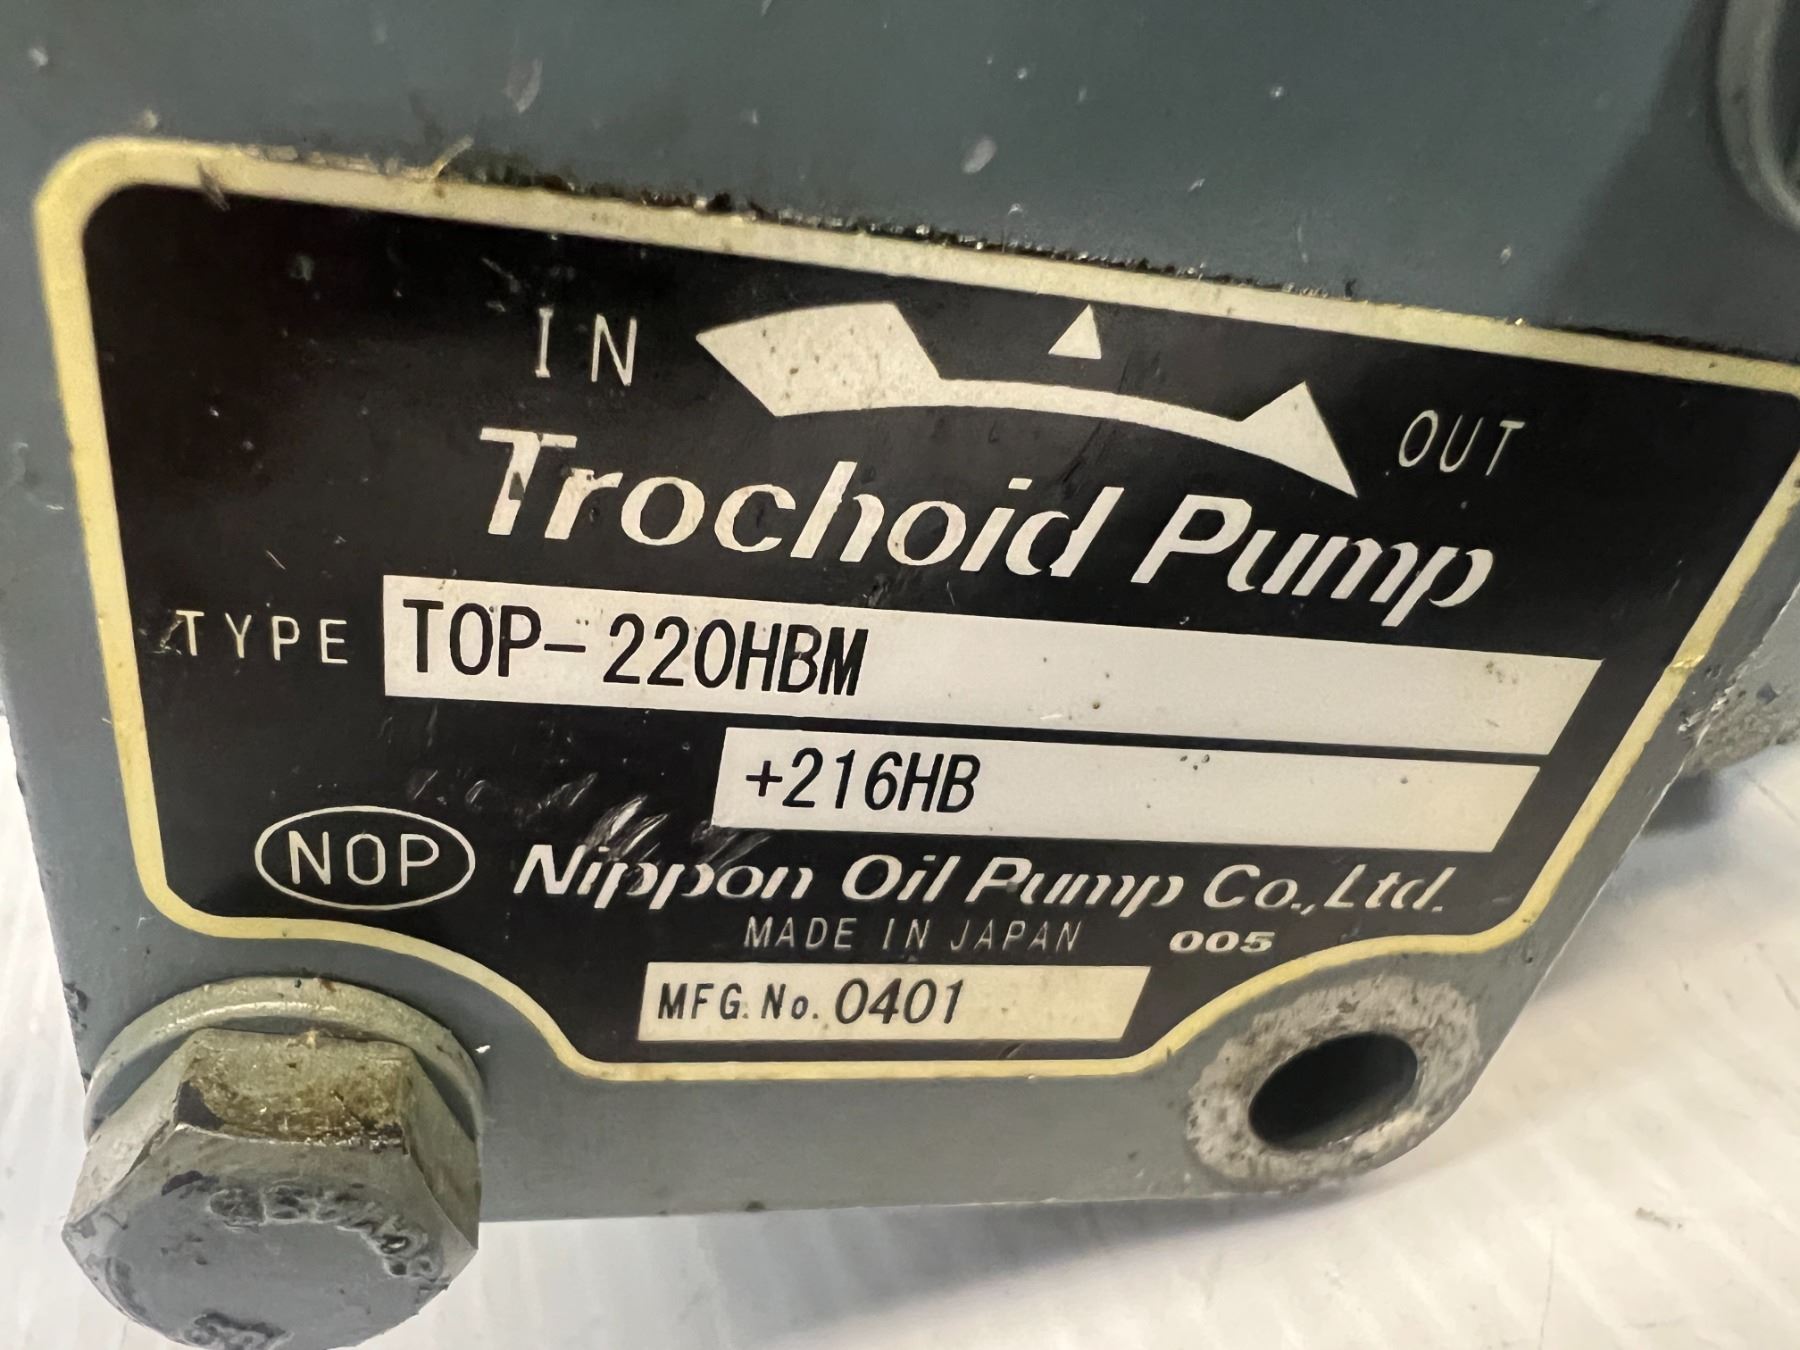 IN
OUT
Trochoid Pump
TYPE TOP-220HBM
+216HB
NOP Nippon Oil Pump Co., Ltd.
MADE IN JAPAN 005
MFG. No. 0401